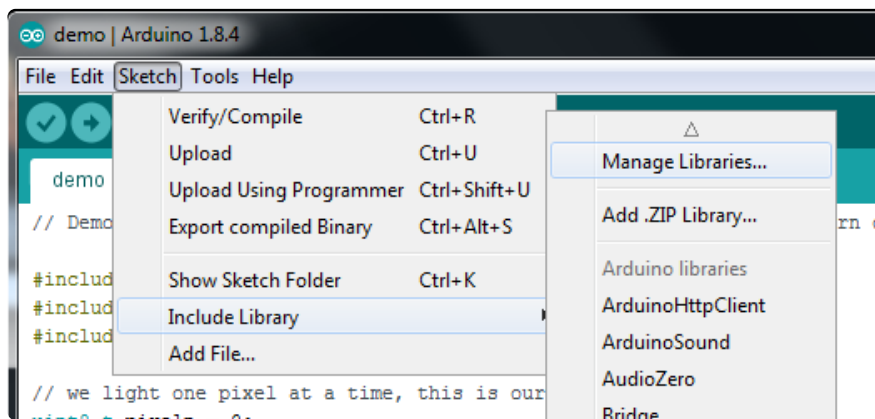 demo | Arduino 1.8.4
File Edit Sketch Tools Help
Verify/Compile Ctrl+R
Upload Ctrl+U
Upload Using Programmer Ctrl+Shift+U
Export compiled Binary Ctrl+Alt+S
Show Sketch Folder Ctrl+K
Include Library
Add File...
Manage Libraries...
Add .ZIP Library...
Arduino libraries
ArduinoHttpClient
ArduinoSound
AudioZero
Bridge
demo
// Demo
#includ
#includ
#includ
// we light one pixel at a time, this is our